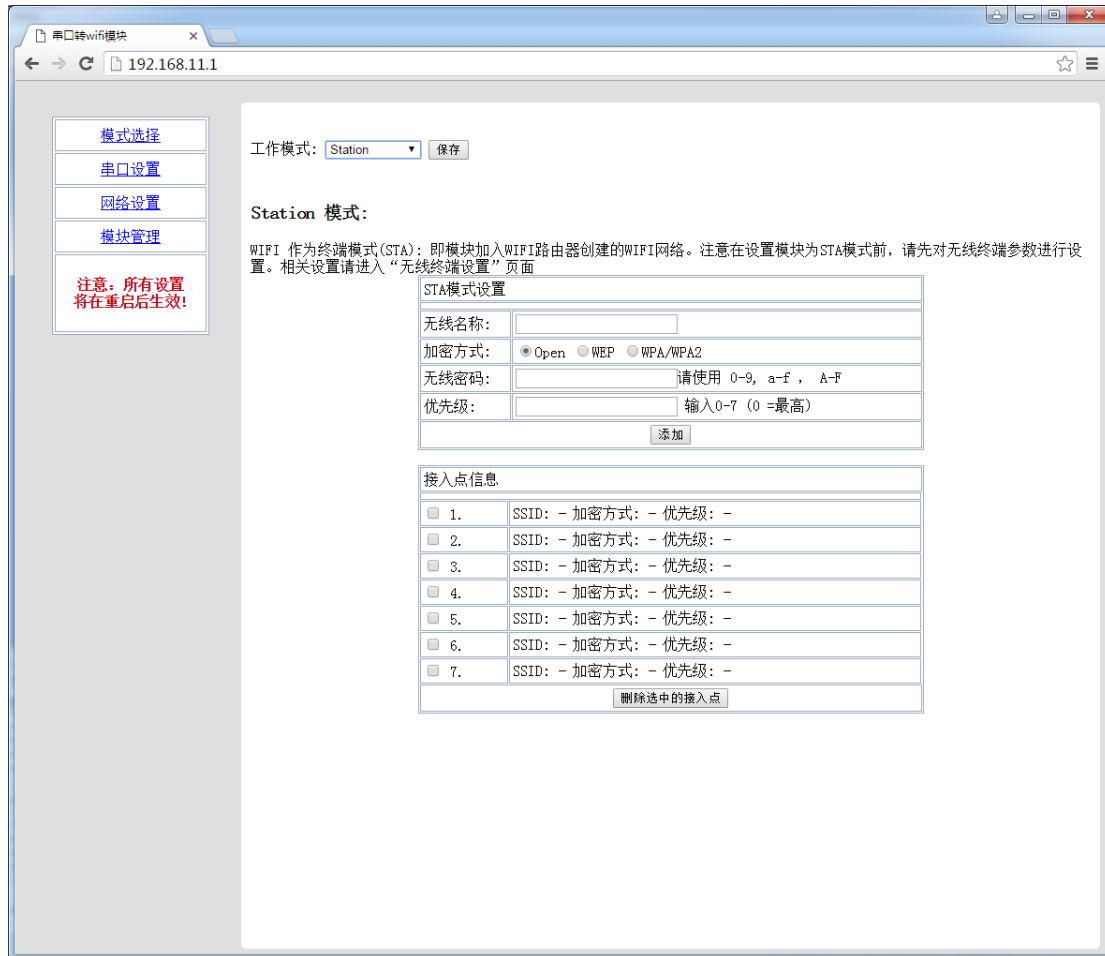 串口转wifi模块
192.168.11.1
模式选择
串口设置
网络设置
模块管理
注意：所有设置
将在重启后生效!
工作模式: Station 保存
Station 模式:
WIFI 作为终端模式(STA): 即模块加入WIFI路由器创建的WIFI网络。注意在设置模块为STA模式前，请先对无线终端参数进行设
置。相关设置请进入“无线终端设置”页面
STA模式设置
无线名称:
加密方式: Open WEP WPA/WPA2
无线密码: 请使用 0-9, a-f , A-F
优先级: 输入0-7（0 =最高）
添加
接入点信息
1. SSID: - 加密方式: - 优先级: -
2. SSID: - 加密方式: - 优先级: -
3. SSID: - 加密方式: - 优先级: -
4. SSID: - 加密方式: - 优先级: -
5. SSID: - 加密方式: - 优先级: -
6. SSID: - 加密方式: - 优先级: -
7. SSID: - 加密方式: - 优先级: -
删除选中的接入点